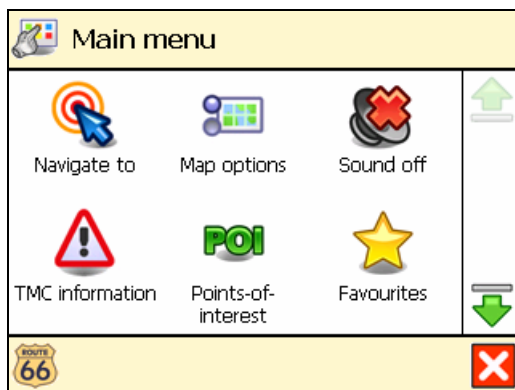 Main menu
Navigate to
Map options
Sound off
TMC information
POI
Points-of-
interest
Favourites
ROUTE
66